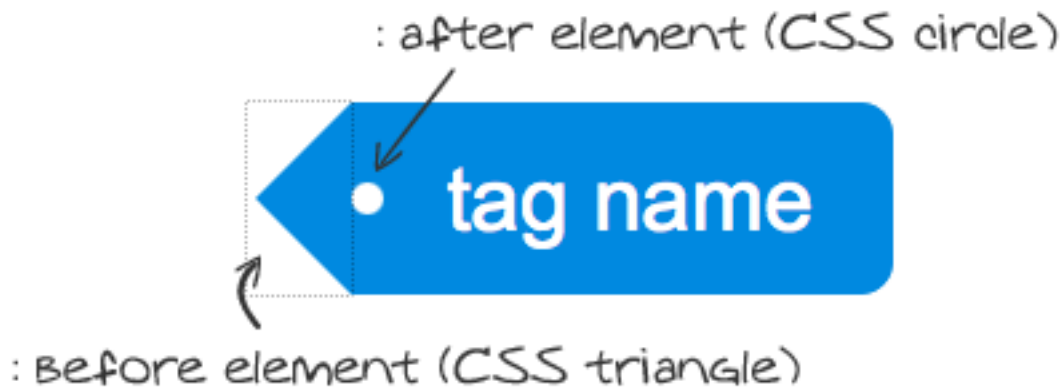 : after element (CSS circle)
tag name
: Before element (CSS triangle)